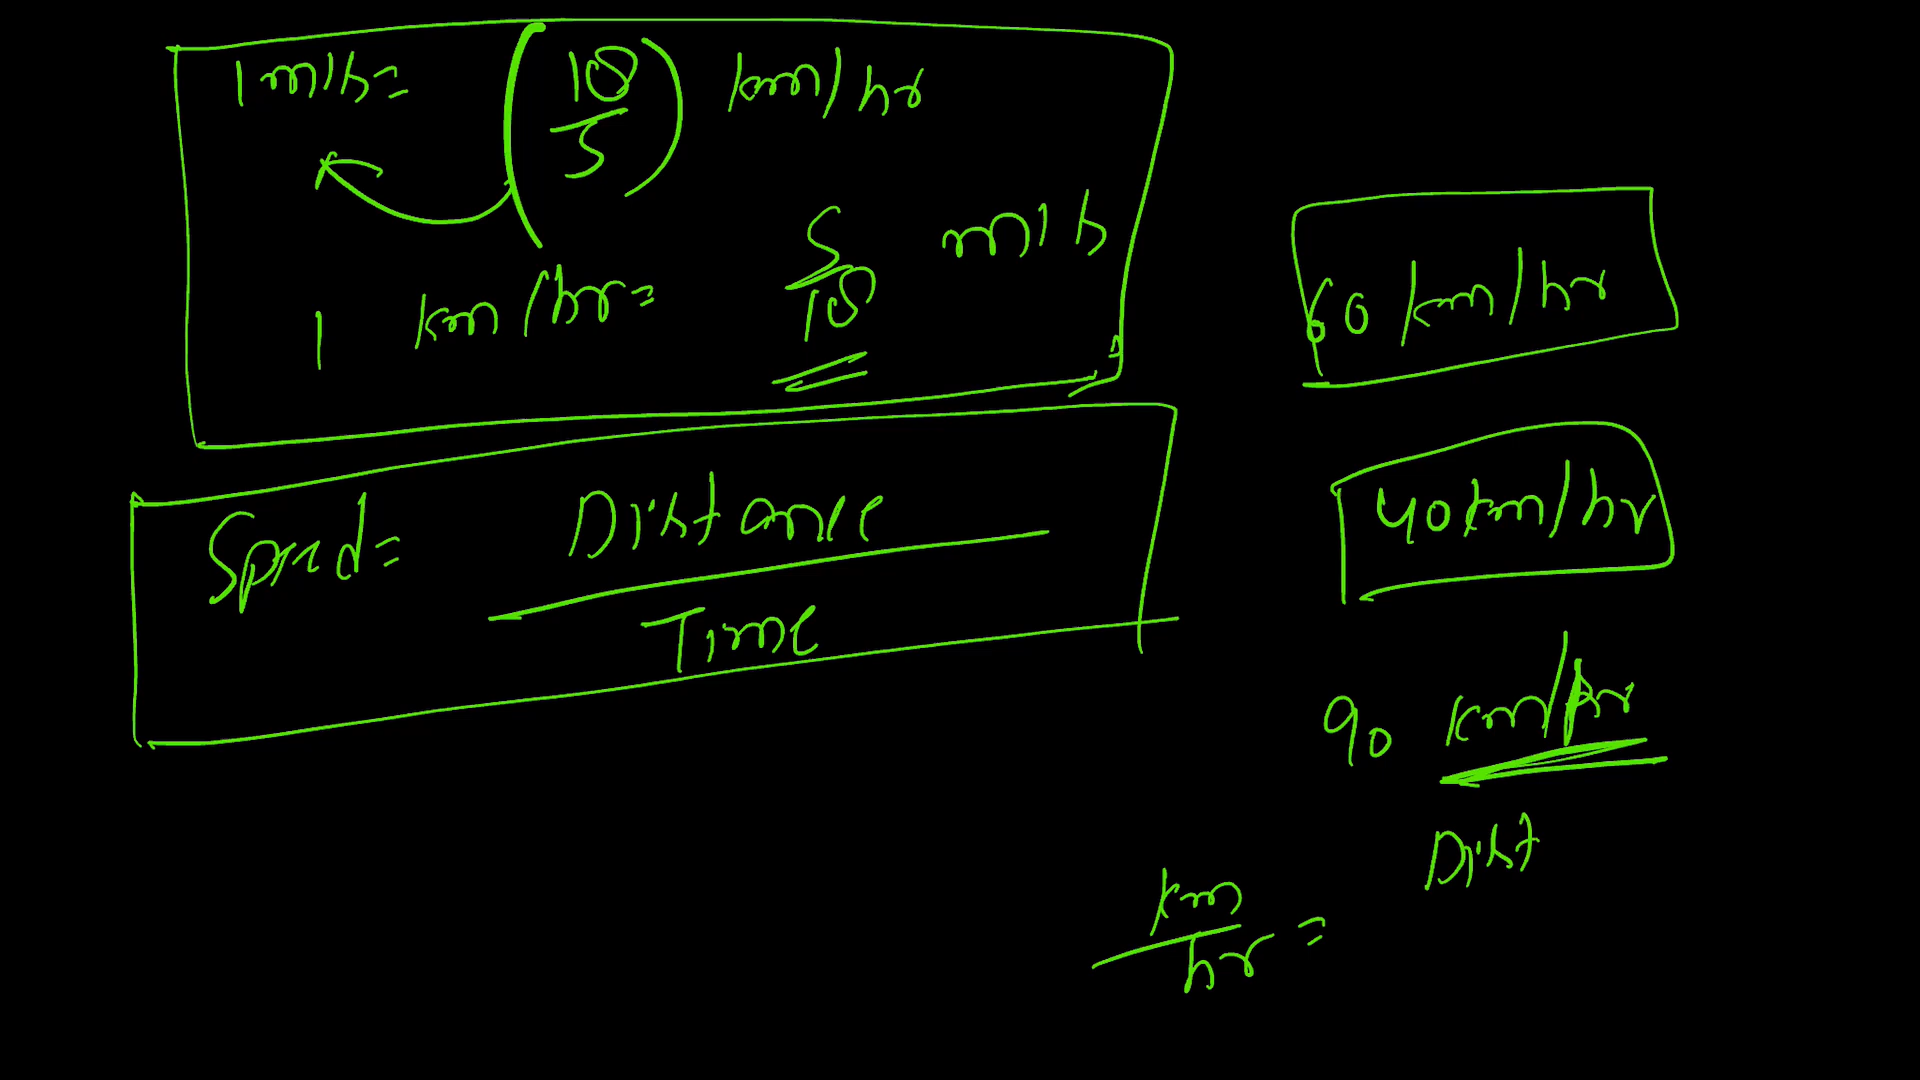 1 m/s = (18/5) km/hr
1 km/hr = 5/18 m/s
60 km/hr
Speed = Distance/Time
40 km/hr
90 km/hr
Dist
km/hr =